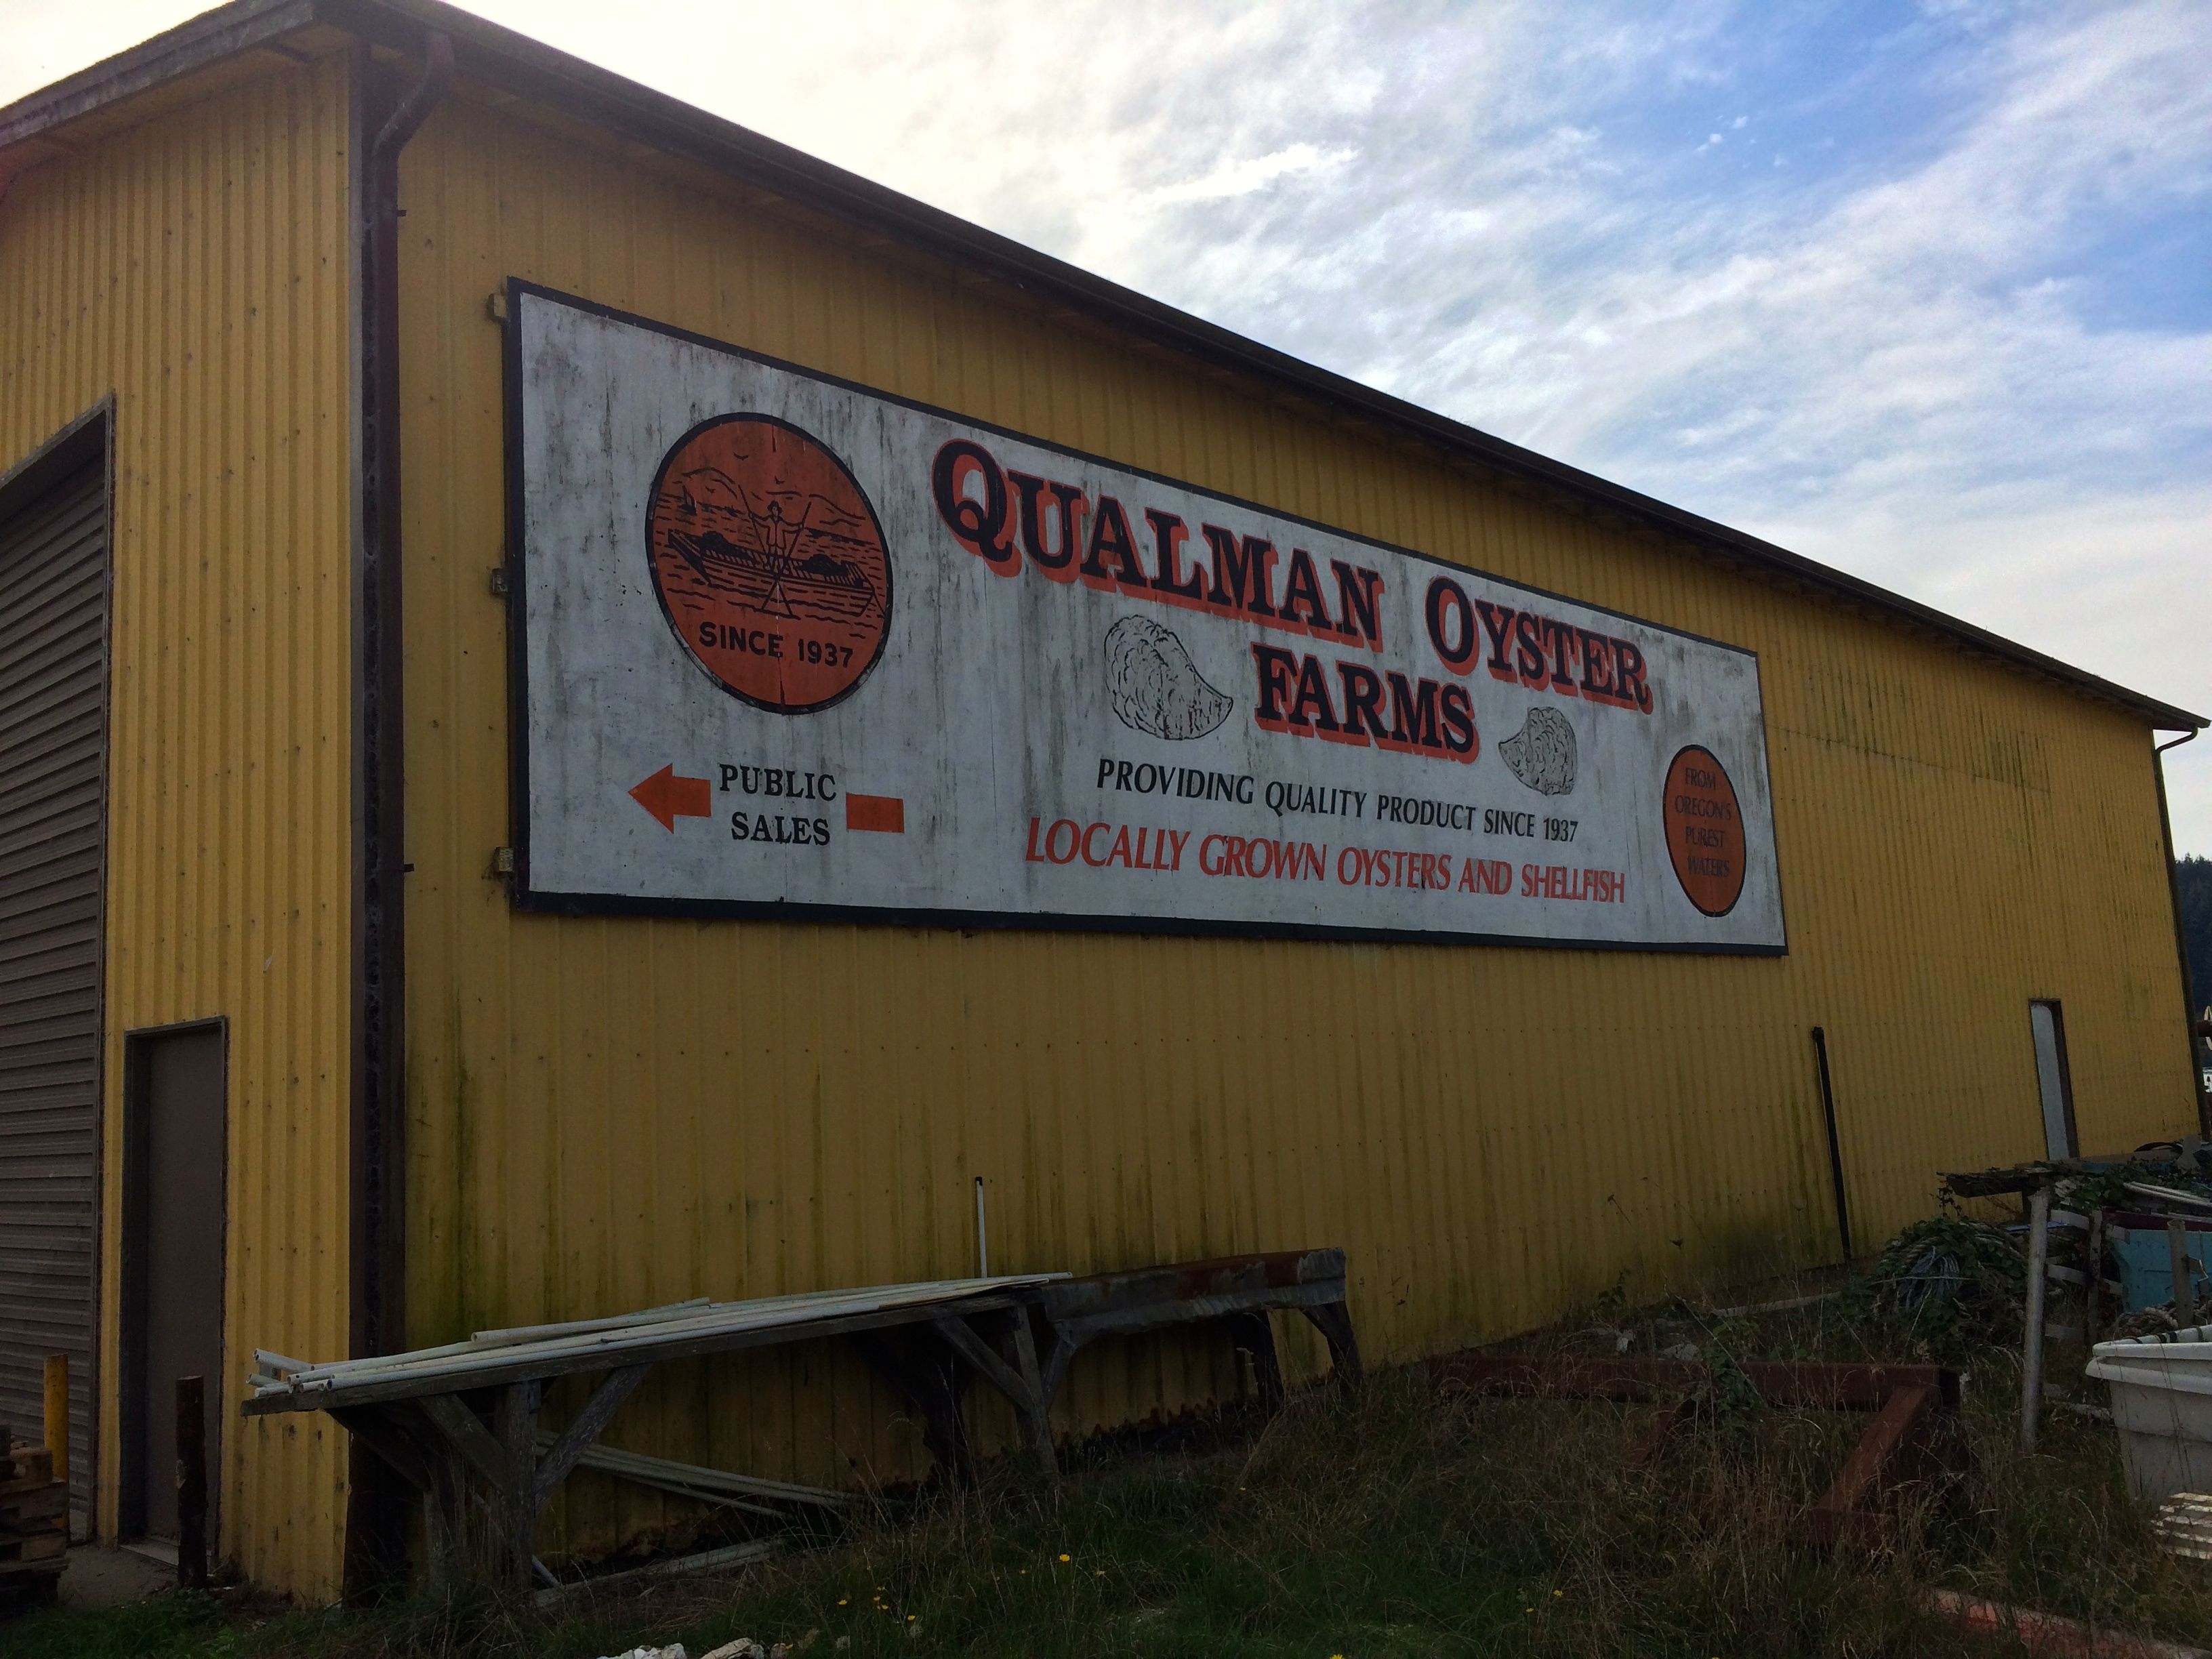 SINCE 1937
PUBLIC
SALES
QUALMAN OYSTER
FARMS
PROVIDING QUALITY PRODUCT SINCE 1937
LOCALLY GROWN OYSTERS AND SHELLFISH
FROM
OREGON'S
PUREST
WATERS